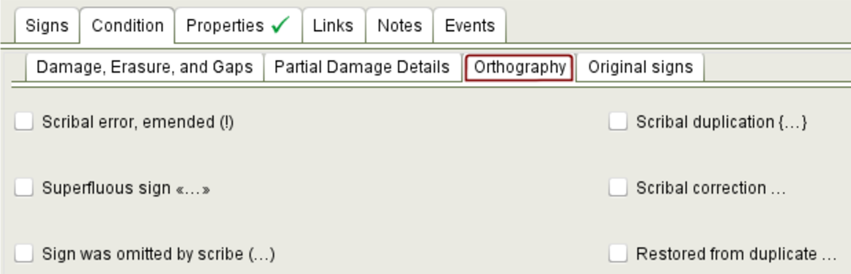 Signs Condition Properties Links Notes Events
Damage, Erasure, and Gaps Partial Damage Details Orthography Original signs
Scribal error, emended (!) Scribal duplication {...}
Superfluous sign «...» Scribal correction ...
Sign was omitted by scribe (...) Restored from duplicate ...